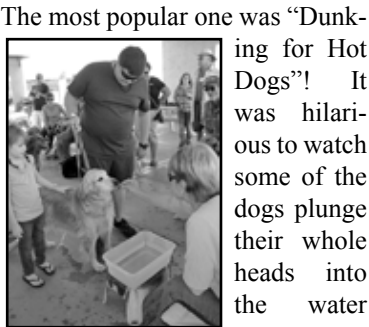 The most popular one was “Dunk-
ing for Hot
Dogs”! It
was hilari-
ous to watch
some of the
dogs plunge
their whole
heads into
the water